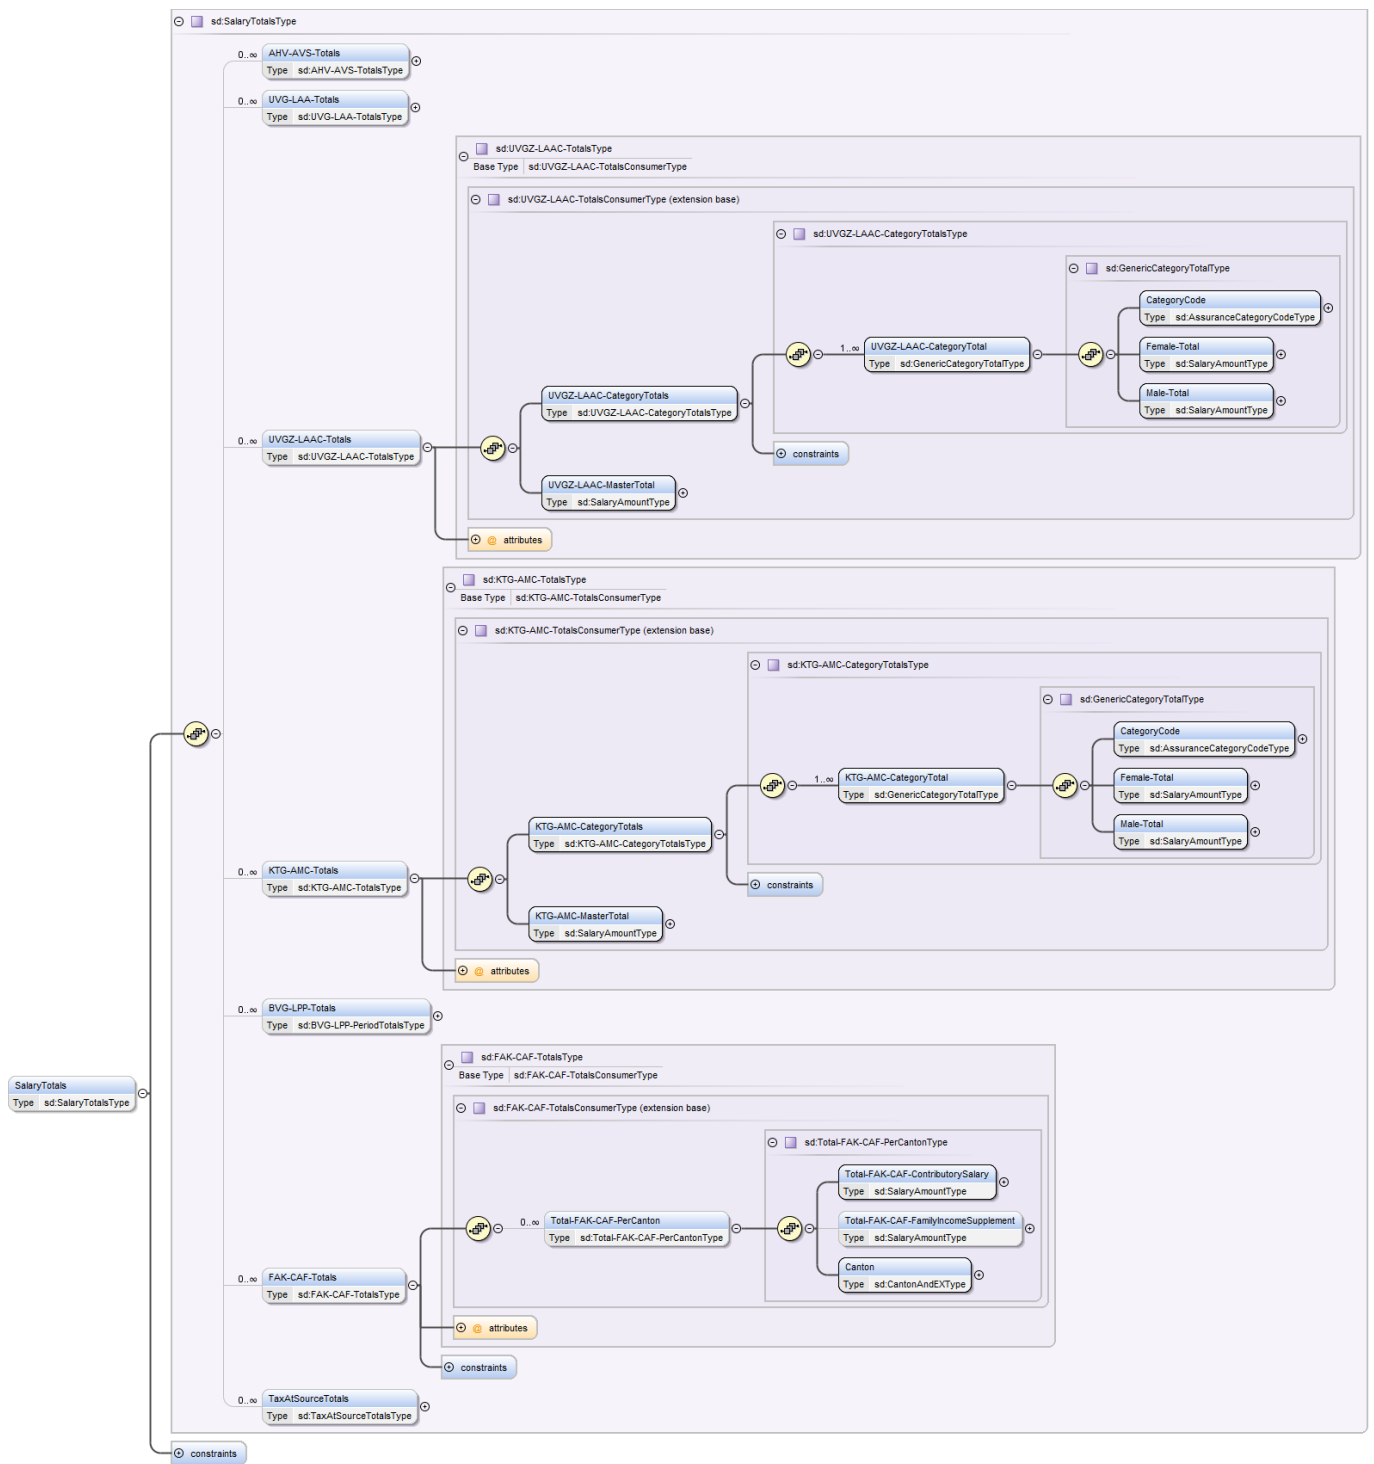 sd:SalaryTotalsType
0..∞
AHV-AVS-Totals
Type sd:AHV-AVS-TotalsType
0..∞
UVG-LAA-Totals
Type sd:UVG-LAA-TotalsType
sd:UVGZ-LAAC-TotalsType
Base Type sd:UVGZ-LAAC-TotalsConsumerType
sd:UVGZ-LAAC-TotalsConsumerType (extension base)
sd:UVGZ-LAAC-CategoryTotalsType
sd:GenericCategoryTotalType
CategoryCode
Type sd:AssuranceCategoryCodeType
1..∞
UVGZ-LAAC-CategoryTotal
Type sd:GenericCategoryTotalType
Female-Total
Type sd:SalaryAmountType
Male-Total
Type sd:SalaryAmountType
UVGZ-LAAC-CategoryTotals
Type sd:UVGZ-LAAC-CategoryTotalsType
0..∞
UVGZ-LAAC-Totals
Type sd:UVGZ-LAAC-TotalsType
constraints
UVGZ-LAAC-MasterTotal
Type sd:SalaryAmountType
@ attributes
sd:KTG-AMC-TotalsType
Base Type sd:KTG-AMC-TotalsConsumerType
sd:KTG-AMC-TotalsConsumerType (extension base)
sd:KTG-AMC-CategoryTotalsType
sd:GenericCategoryTotalType
CategoryCode
Type sd:AssuranceCategoryCodeType
1..∞
KTG-AMC-CategoryTotal
Type sd:GenericCategoryTotalType
Female-Total
Type sd:SalaryAmountType
Male-Total
Type sd:SalaryAmountType
KTG-AMC-CategoryTotals
Type sd:KTG-AMC-CategoryTotalsType
0..∞
KTG-AMC-Totals
Type sd:KTG-AMC-TotalsType
constraints
KTG-AMC-MasterTotal
Type sd:SalaryAmountType
@ attributes
0..∞
BVG-LPP-Totals
Type sd:BVG-LPP-PeriodTotalsType
SalaryTotals
Type sd:SalaryTotalsType
sd:FAK-CAF-TotalsType
Base Type sd:FAK-CAF-TotalsConsumerType
sd:FAK-CAF-TotalsConsumerType (extension base)
sd:Total-FAK-CAF-PerCantonType
Total-FAK-CAF-ContributorySalary
Type sd:SalaryAmountType
0..∞
Total-FAK-CAF-PerCanton
Type sd:Total-FAK-CAF-PerCantonType
Total-FAK-CAF-FamilyIncomeSupplement
Type sd:SalaryAmountType
Canton
Type sd:CantonAndEXType
0..∞
FAK-CAF-Totals
Type sd:FAK-CAF-TotalsType
@ attributes
constraints
0..∞
TaxAtSourceTotals
Type sd:TaxAtSourceTotalsType
constraints